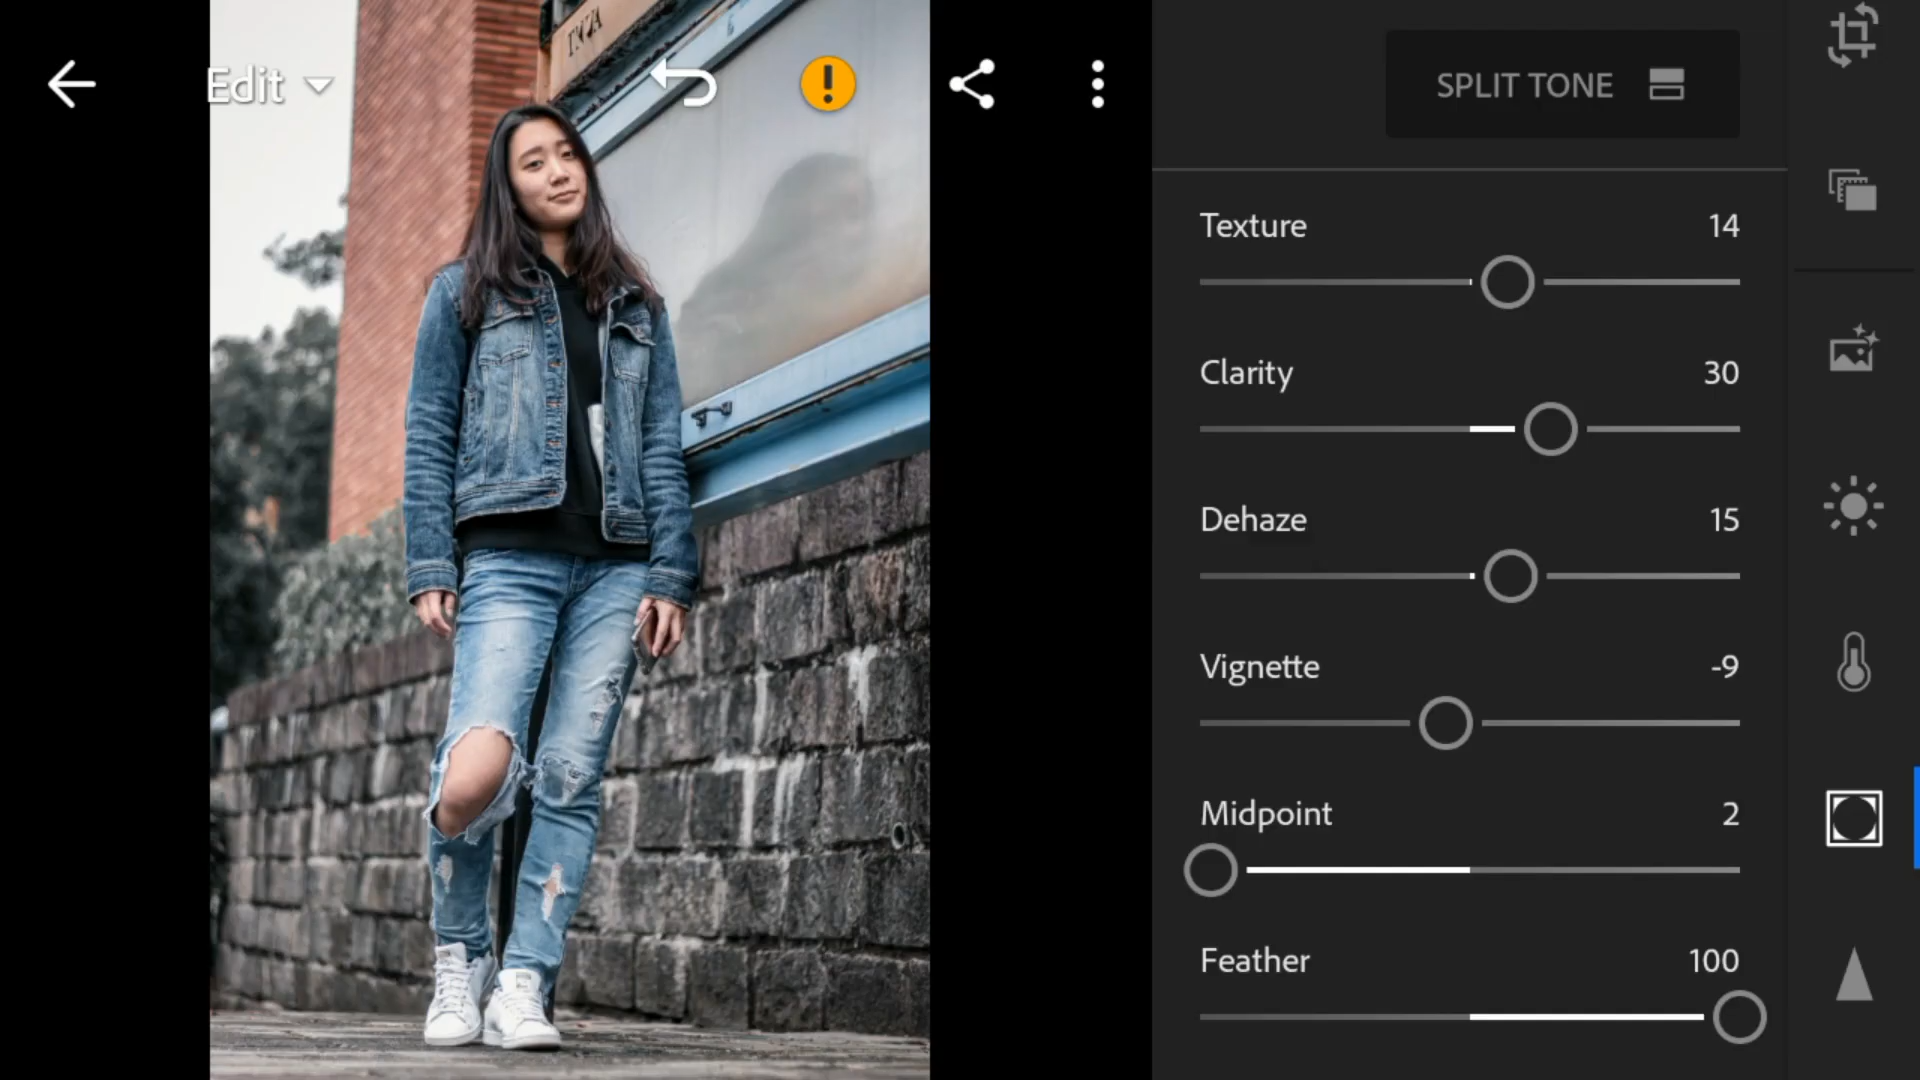 Edit
SPLIT TONE
Texture 14
Clarity 30
Dehaze 15
Vignette -9
Midpoint 2
Feather 100